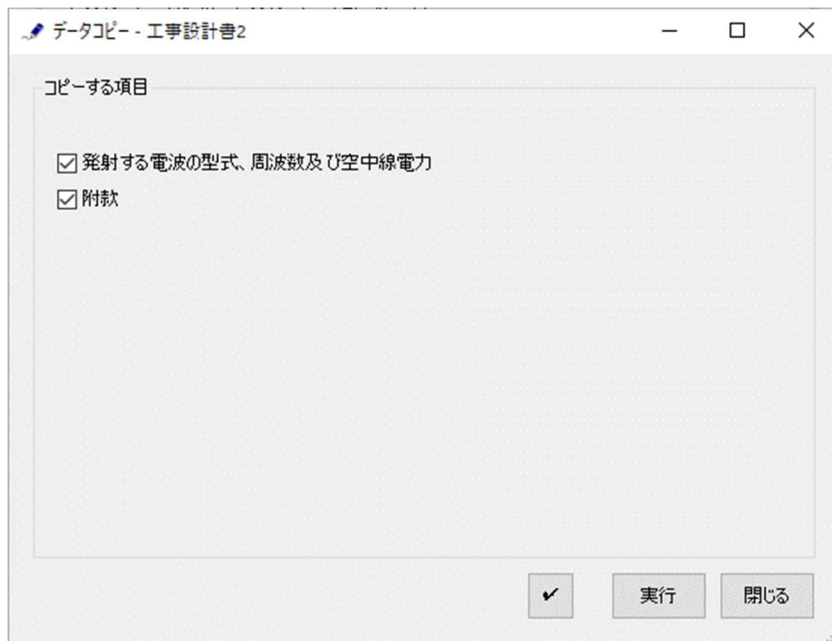 データコピー - 工事設計書2
コピーする項目
発射する電波の型式、周波数及び空中線電力
附款
実行
閉じる